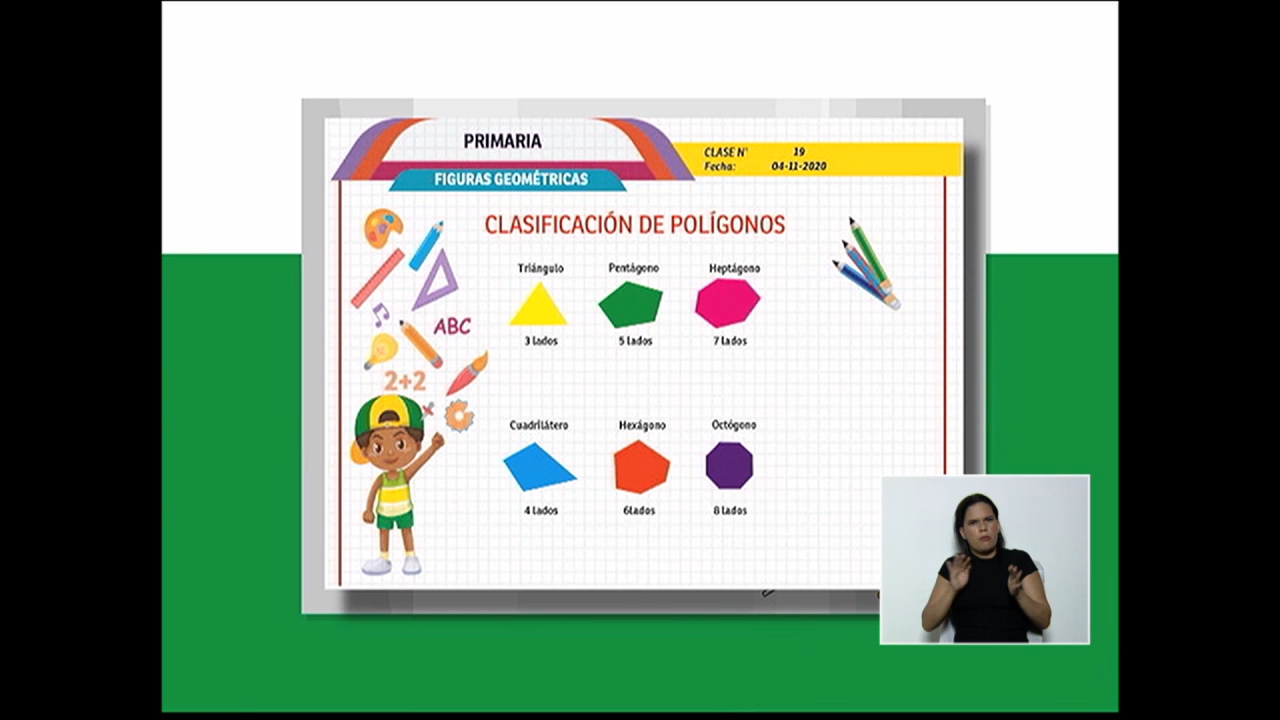 PRIMARIA
FIGURAS GEOMÉTRICAS
CLASE N° 19
Fecha: 04-11-2020
CLASIFICACIÓN DE POLÍGONOS
Triángulo Pentágono Heptágono
3 lados 5 lados 7 lados
ABC
2+2
Cuadrilátero Hexágono Octógono
4 lados 6lados 8 lados